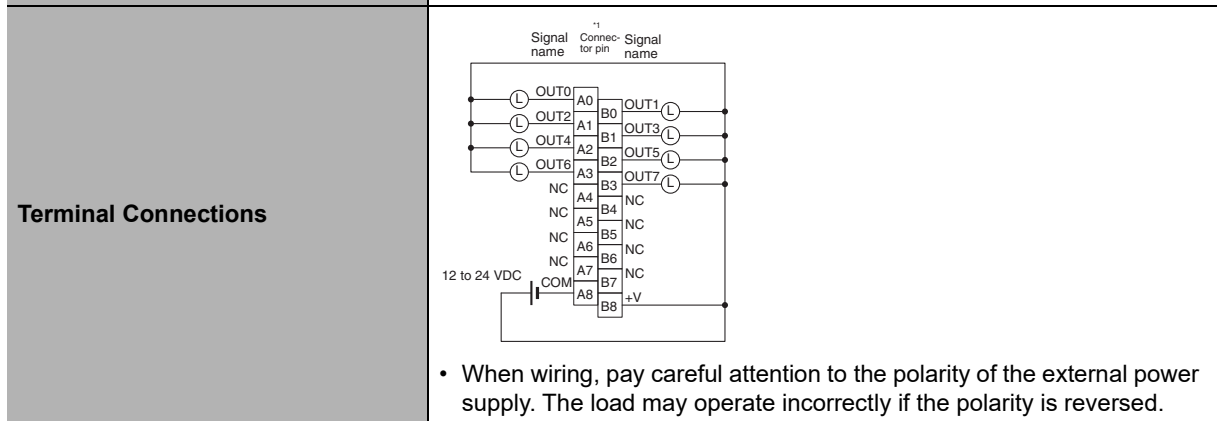 Terminal Connections
Signal name
*1
Connec-
tor pin
Signal name
OUT0 A0
B0 OUT1
OUT2 A1
B1 OUT3
OUT4 A2
B2 OUT5
OUT6 A3
B3 OUT7
NC A4
B4 NC
NC A5
B5 NC
NC A6
B6 NC
NC A7
B7 NC
12 to 24 VDC COM A8
B8 +V
L
L
L
L
L
L
L
L
• When wiring, pay careful attention to the polarity of the external power
supply. The load may operate incorrectly if the polarity is reversed.